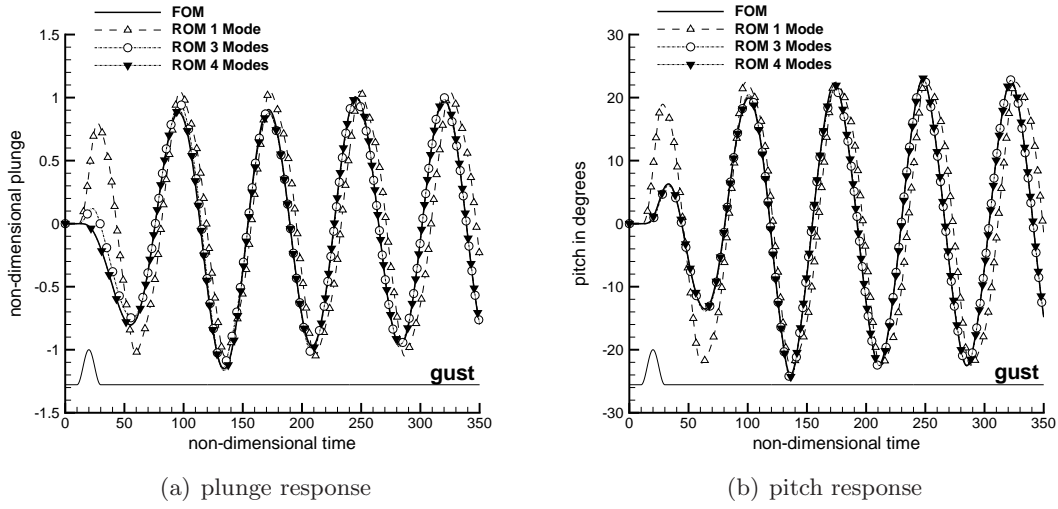 FOM
ROM 1 Mode
ROM 3 Modes
ROM 4 Modes
1.5
1
0.5
0
-0.5
-1
-1.5
non-dimensional plunge
gust
0 50 100 150 200 250 300 350
non-dimensional time
(a) plunge response
FOM
ROM 1 Mode
ROM 3 Modes
ROM 4 Modes
30
20
10
0
-10
-20
-30
pitch in degrees
gust
0 50 100 150 200 250 300 350
non-dimensional time
(b) pitch response